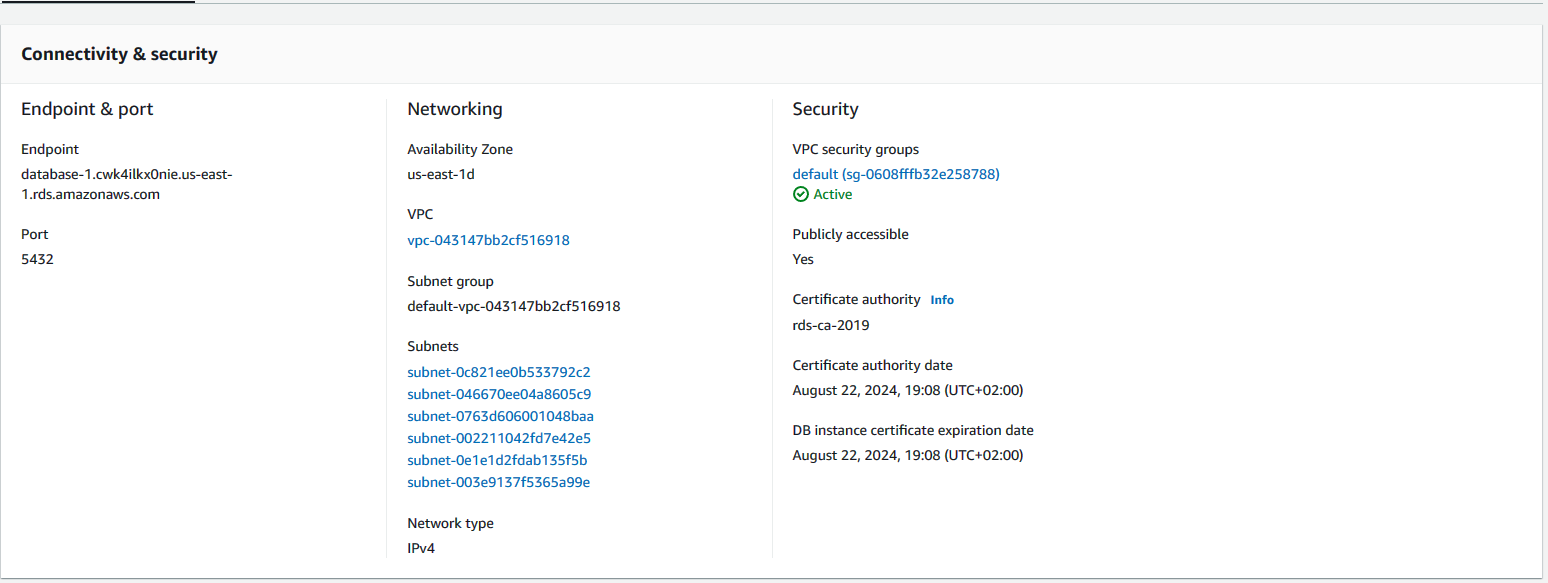 Connectivity & security
Endpoint & port
Endpoint
database-1.cwk4ilkx0nie.us-east-
1.rds.amazonaws.com
Port
5432
Networking
Availability Zone
us-east-1d
VPC
vpc-043147bb2cf516918
Subnet group
default-vpc-043147bb2cf516918
Subnets
subnet-0c821ee0b533792c2
subnet-046670ee04a8605c9
subnet-0763d606001048baa
subnet-002211042fd7e42e5
subnet-0e1e1d2fdab135f5b
subnet-003e9137f5365a99e
Network type
IPv4
Security
VPC security groups
default (sg-0608fffb32e258788)
Active
Publicly accessible
Yes
Certificate authority Info
rds-ca-2019
Certificate authority date
August 22, 2024, 19:08 (UTC+02:00)
DB instance certificate expiration date
August 22, 2024, 19:08 (UTC+02:00)